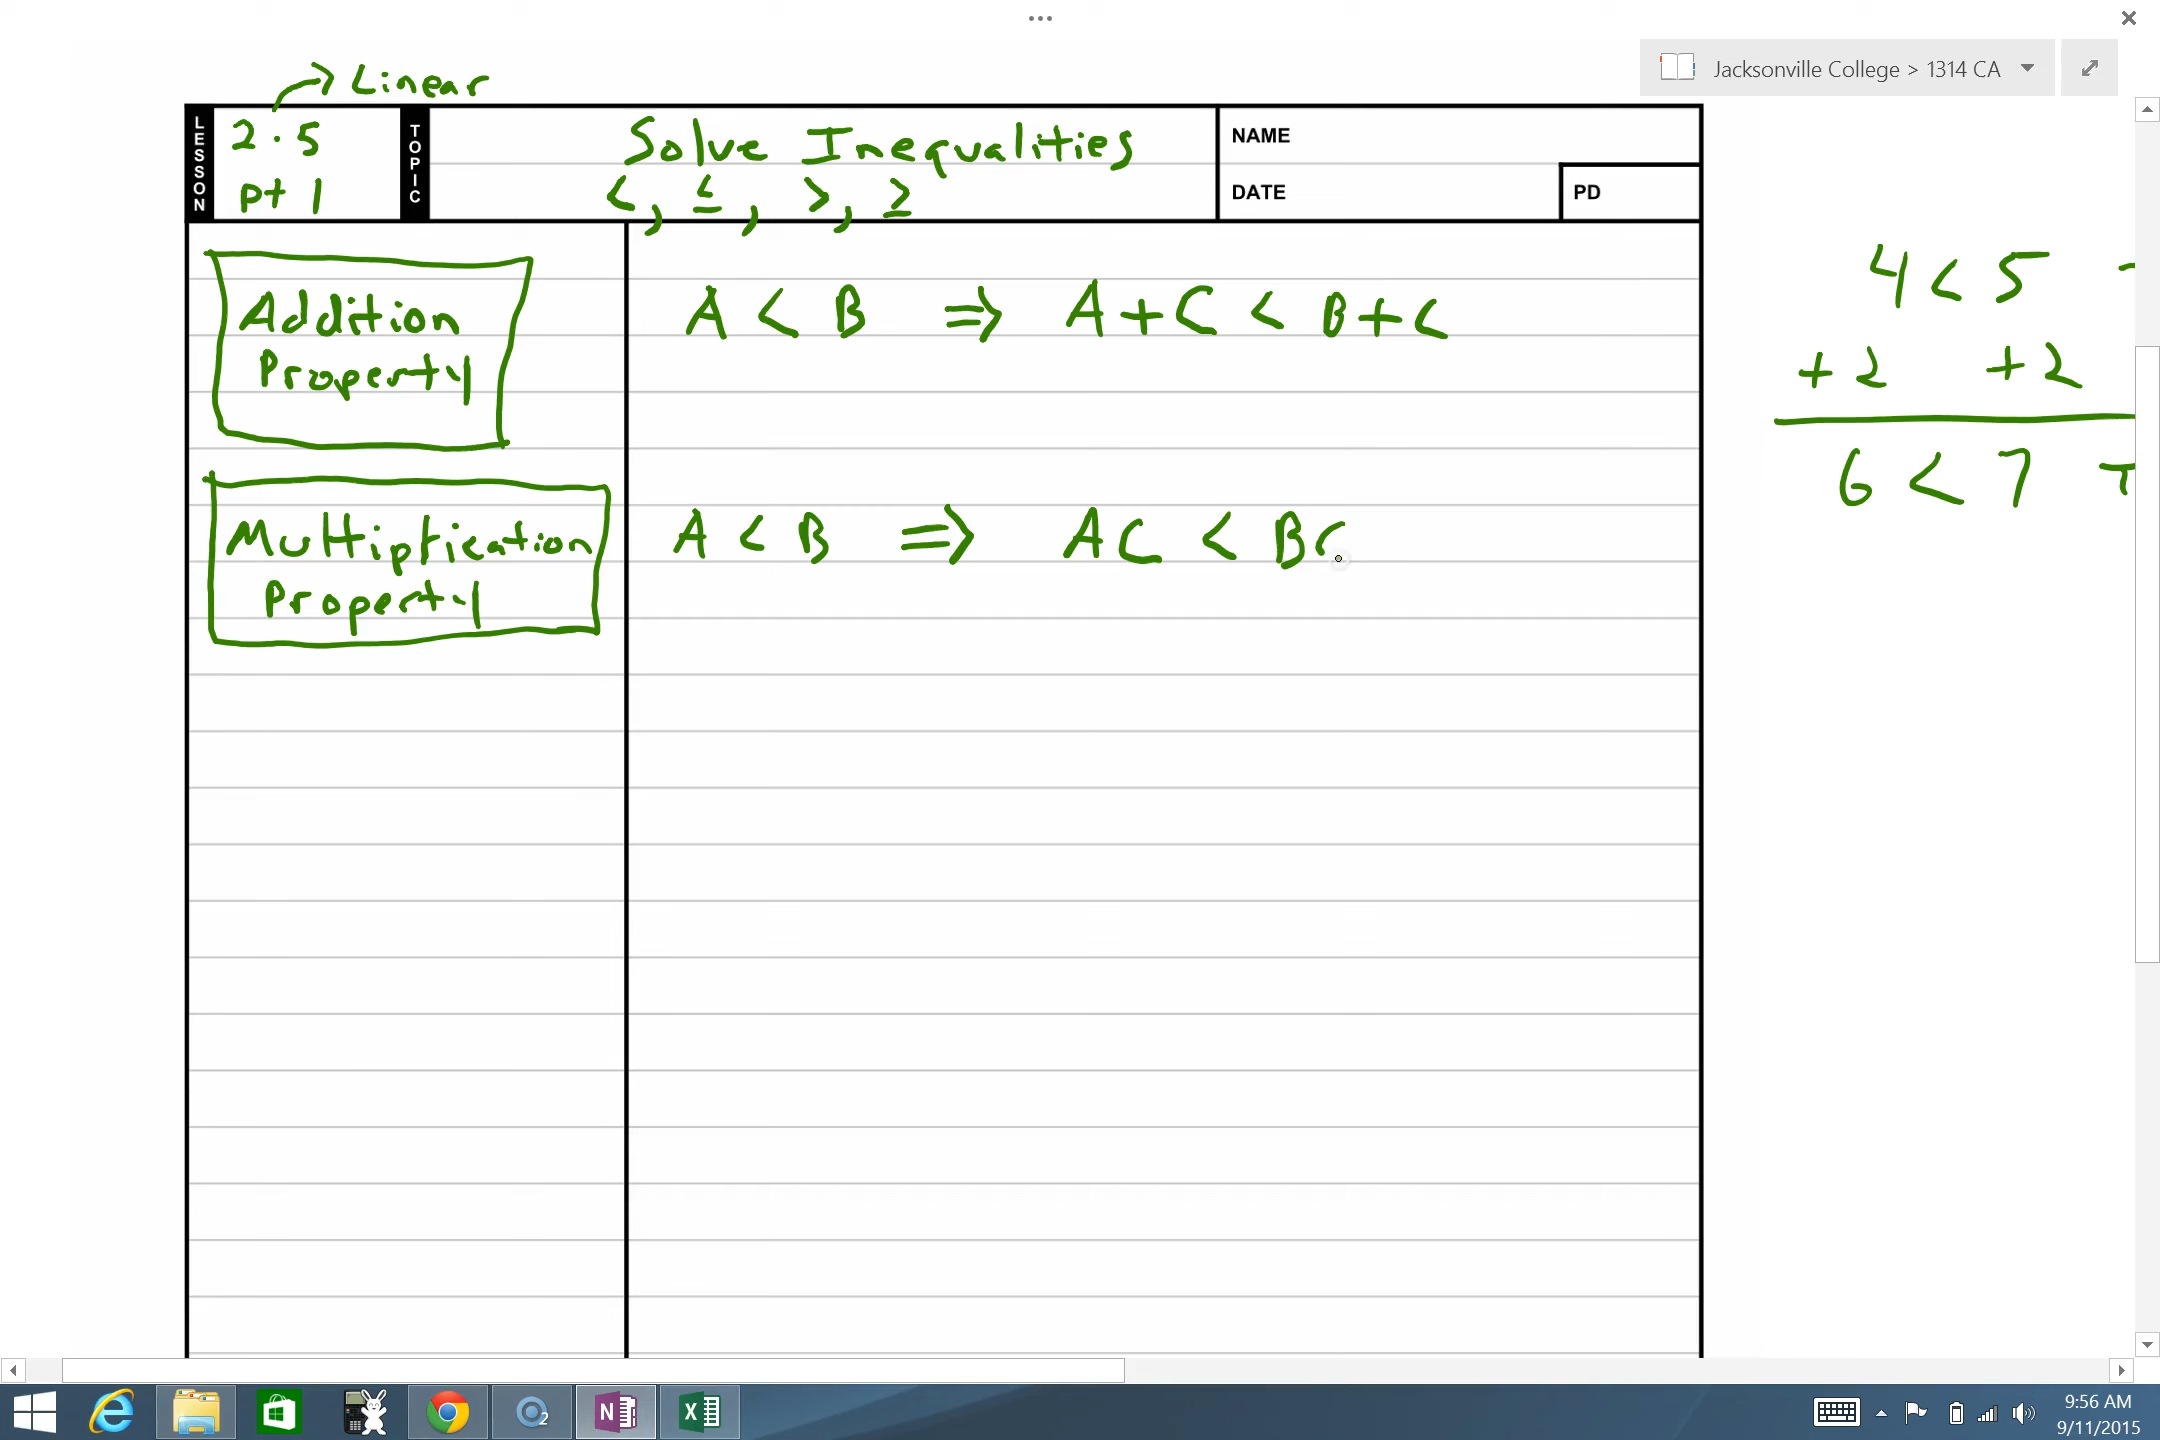 Jacksonville College > 1314 CA
Linear
LESSON
2.5
pt 1
TOPIC
Solve Inequalities
<, ≤, >, ≥
NAME
DATE
PD
Addition
Property
A < B ⇒ A+C < B+C
Multiplication
Property
A < B ⇒ AC < BC
4 < 5
+2 +2
6 < 7
9:56 AM
9/11/2015